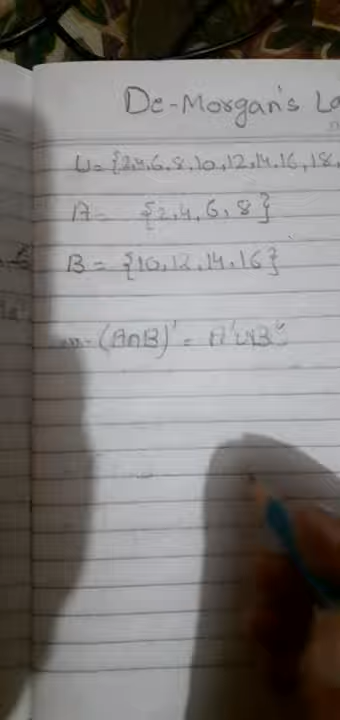 De-Morgan's La
U={2,4,6,8,10,12,14,16,18,
A= {2,4,6,8}
B = {10,12,14,16}
(A∩B)' = A'∪B'